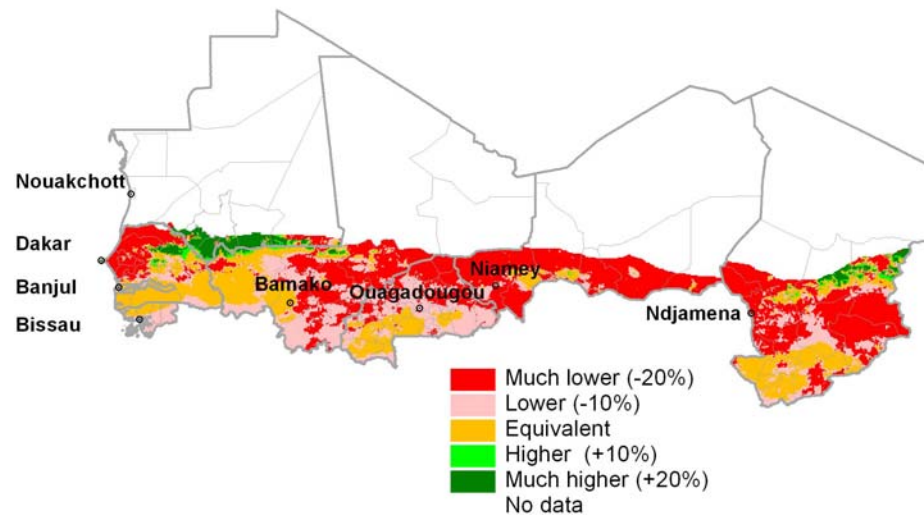 Nouakchott
Dakar
Banjul
Bissau
Bamako
Ouagadougou
Niamey
Ndjamena
Much lower (-20%)
Lower (-10%)
Equivalent
Higher (+10%)
Much higher (+20%)
No data